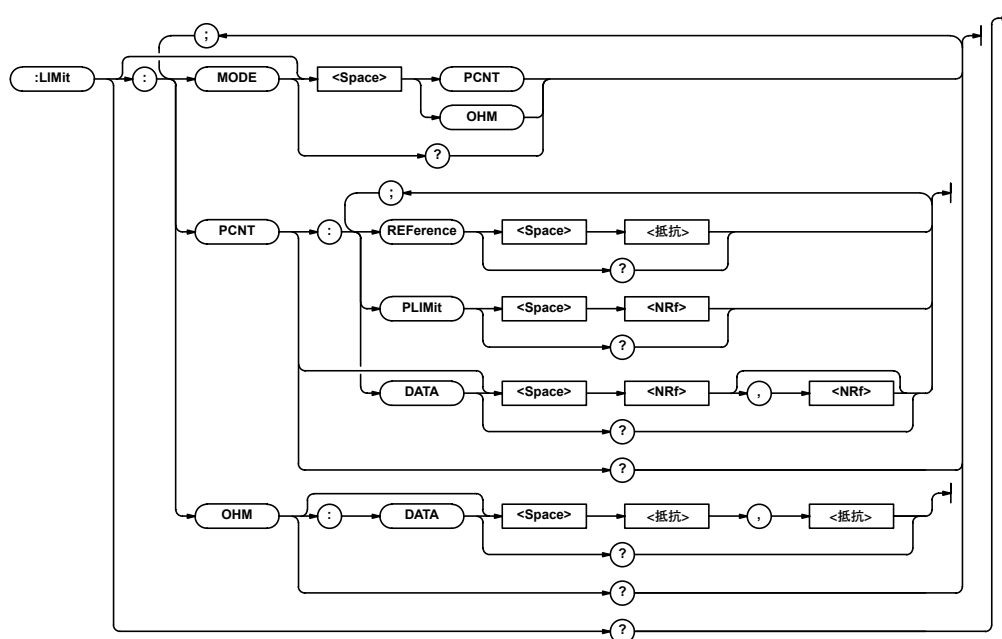 ;
:LIMit : MODE <Space> PCNT
OHM
?
;
PCNT : REFerence <Space> <抵抗>
?
PLIMit <Space> <NRf>
?
DATA <Space> <NRf> , <NRf>
?
?
OHM : DATA <Space> <抵抗> , <抵抗>
?
?
?